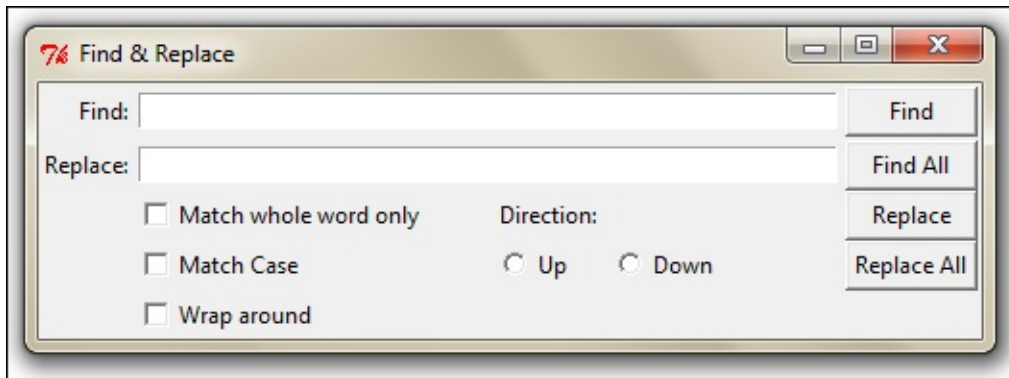 Find & Replace
Find: Find
Replace: Find All
Match whole word only Direction: Replace
Match Case Up Down Replace All
Wrap around